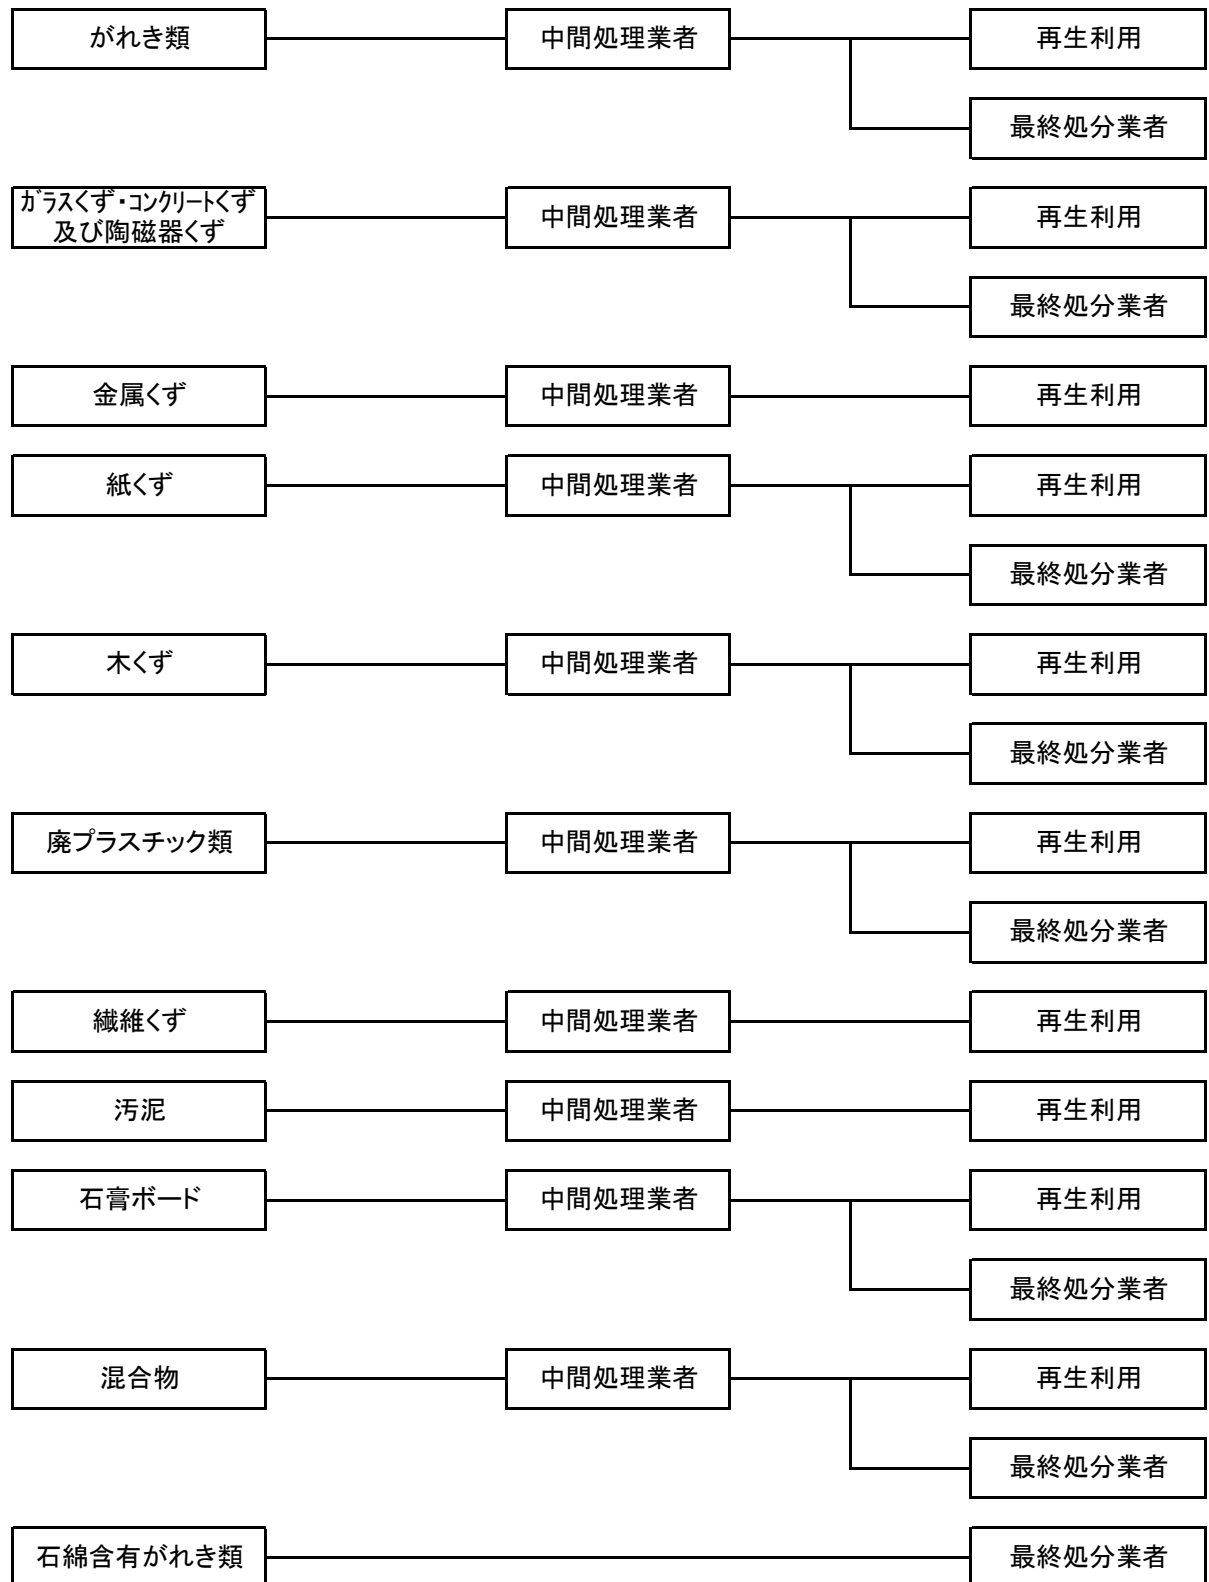 がれき類
中間処理業者
再生利用
最終処分業者
ガラスくず・コンクリートくず
及び陶磁器くず
中間処理業者
再生利用
最終処分業者
金属くず
中間処理業者
再生利用
紙くず
中間処理業者
再生利用
最終処分業者
木くず
中間処理業者
再生利用
最終処分業者
廃プラスチック類
中間処理業者
再生利用
最終処分業者
繊維くず
中間処理業者
再生利用
汚泥
中間処理業者
再生利用
石膏ボード
中間処理業者
再生利用
最終処分業者
混合物
中間処理業者
再生利用
最終処分業者
石綿含有がれき類
最終処分業者